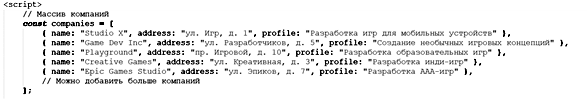 <script>
// Массив компаний
const companies = [
{ name: "Studio X", address: "ул. Игр, д. 1", profile: "Разработка игр для мобильных устройств" },
{ name: "Game Dev Inc", address: "ул. Разработчиков, д. 5", profile: "Создание необычных игровых концепций" },
{ name: "Playground", address: "пр. Игровой, д. 10", profile: "Разработка образовательных игр" },
{ name: "Creative Games", address: "ул. Креативная, д. 3", profile: "Разработка инди-игр" },
{ name: "Epic Games Studio", address: "ул. Эпиков, д. 7", profile: "Разработка AAA-игр" },
// Можно добавить больше компаний
];